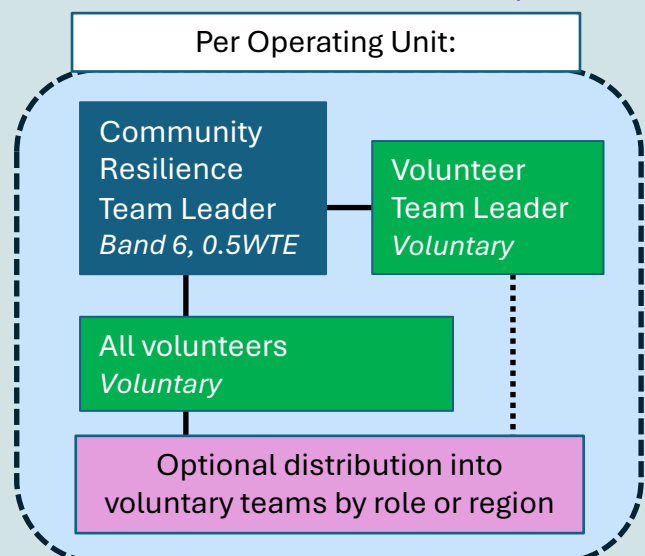 Per Operating Unit:
Community
Resilience
Team Leader
Band 6, 0.5WTE
Volunteer
Team Leader
Voluntary
All volunteers
Voluntary
Optional distribution into
voluntary teams by role or region